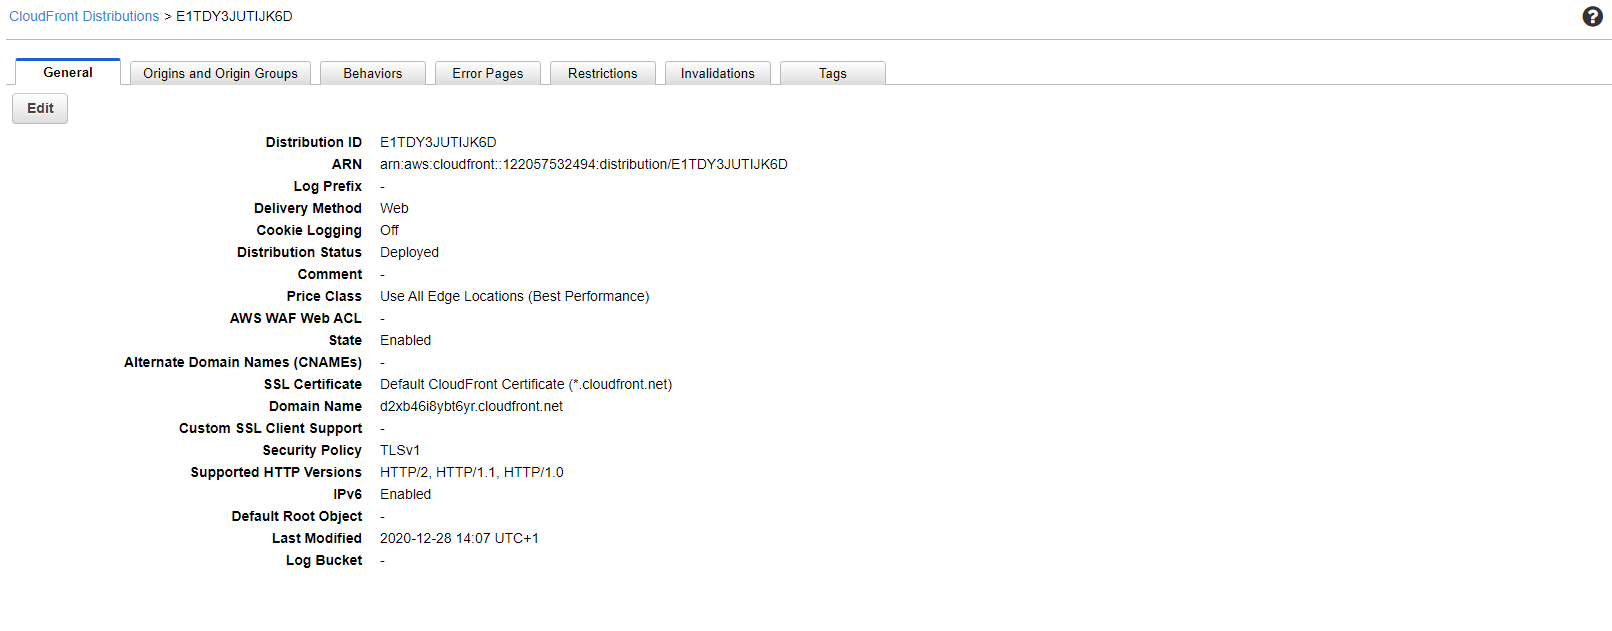 CloudFront Distributions > E1TDY3JUTIJK6D
General Origins and Origin Groups Behaviors Error Pages Restrictions Invalidations Tags
Edit
Distribution ID E1TDY3JUTIJK6D
ARN arn:aws:cloudfront::122057532494:distribution/E1TDY3JUTIJK6D
Log Prefix -
Delivery Method Web
Cookie Logging Off
Distribution Status Deployed
Comment -
Price Class Use All Edge Locations (Best Performance)
AWS WAF Web ACL -
State Enabled
Alternate Domain Names (CNAMEs) -
SSL Certificate Default CloudFront Certificate (*.cloudfront.net)
Domain Name d2xb46i8ybt6yr.cloudfront.net
Custom SSL Client Support -
Security Policy TLSv1
Supported HTTP Versions HTTP/2, HTTP/1.1, HTTP/1.0
IPv6 Enabled
Default Root Object -
Last Modified 2020-12-28 14:07 UTC+1
Log Bucket -